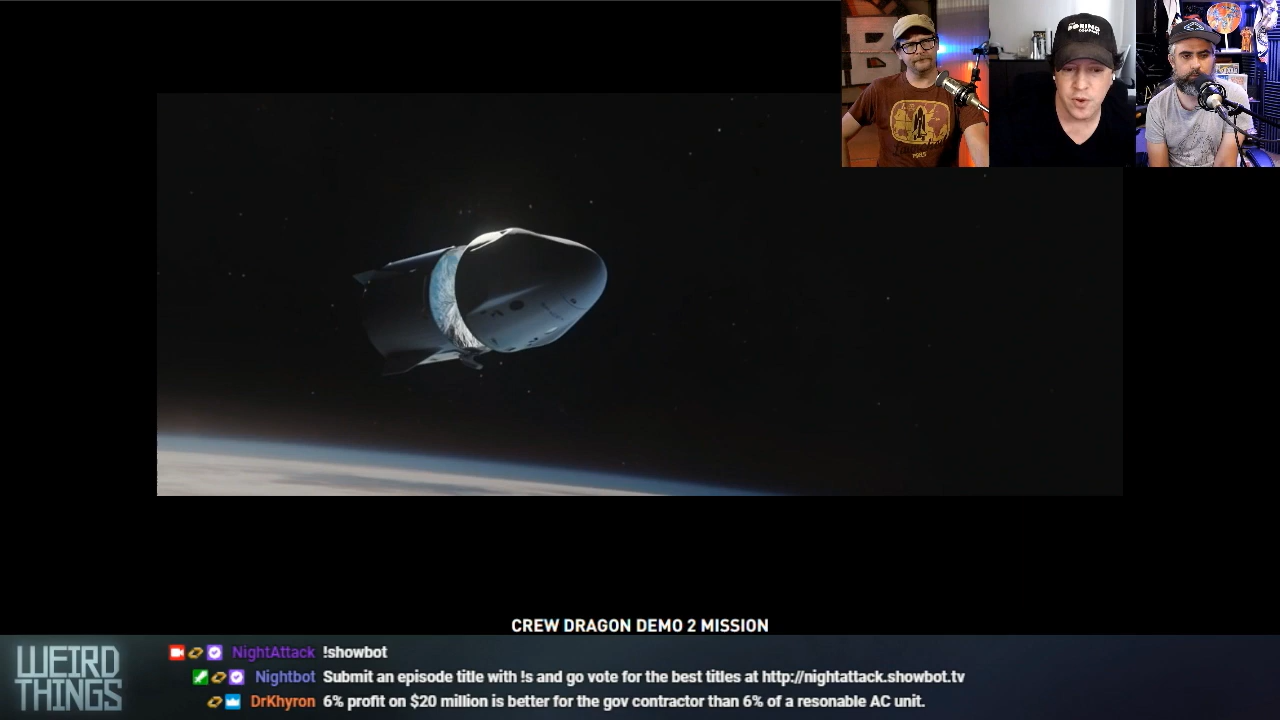 BORING
MARS
CREW DRAGON DEMO 2 MISSION
WEIRD
THINGS
NightAttack !showbot
Nightbot Submit an episode title with !s and go vote for the best titles at http://nightattack.showbot.tv
DrKhyron 6% profit on $20 million is better for the gov contractor than 6% of a resonable AC unit.